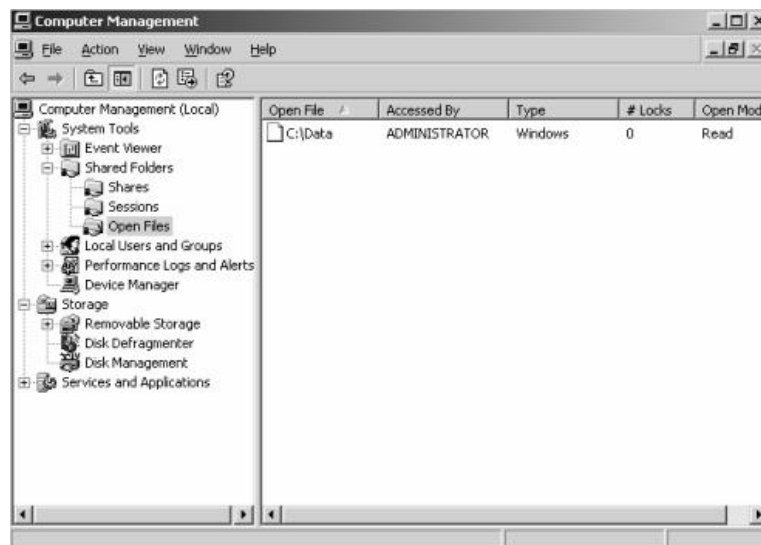 Computer Management
File Action View Window Help
Computer Management (Local)
System Tools
Event Viewer
Shared Folders
Shares
Sessions
Open Files
Local Users and Groups
Performance Logs and Alerts
Device Manager
Storage
Removable Storage
Disk Defragmenter
Disk Management
Services and Applications
Open File Accessed By Type # Locks Open Mod
C:\Data ADMINISTRATOR Windows 0 Read